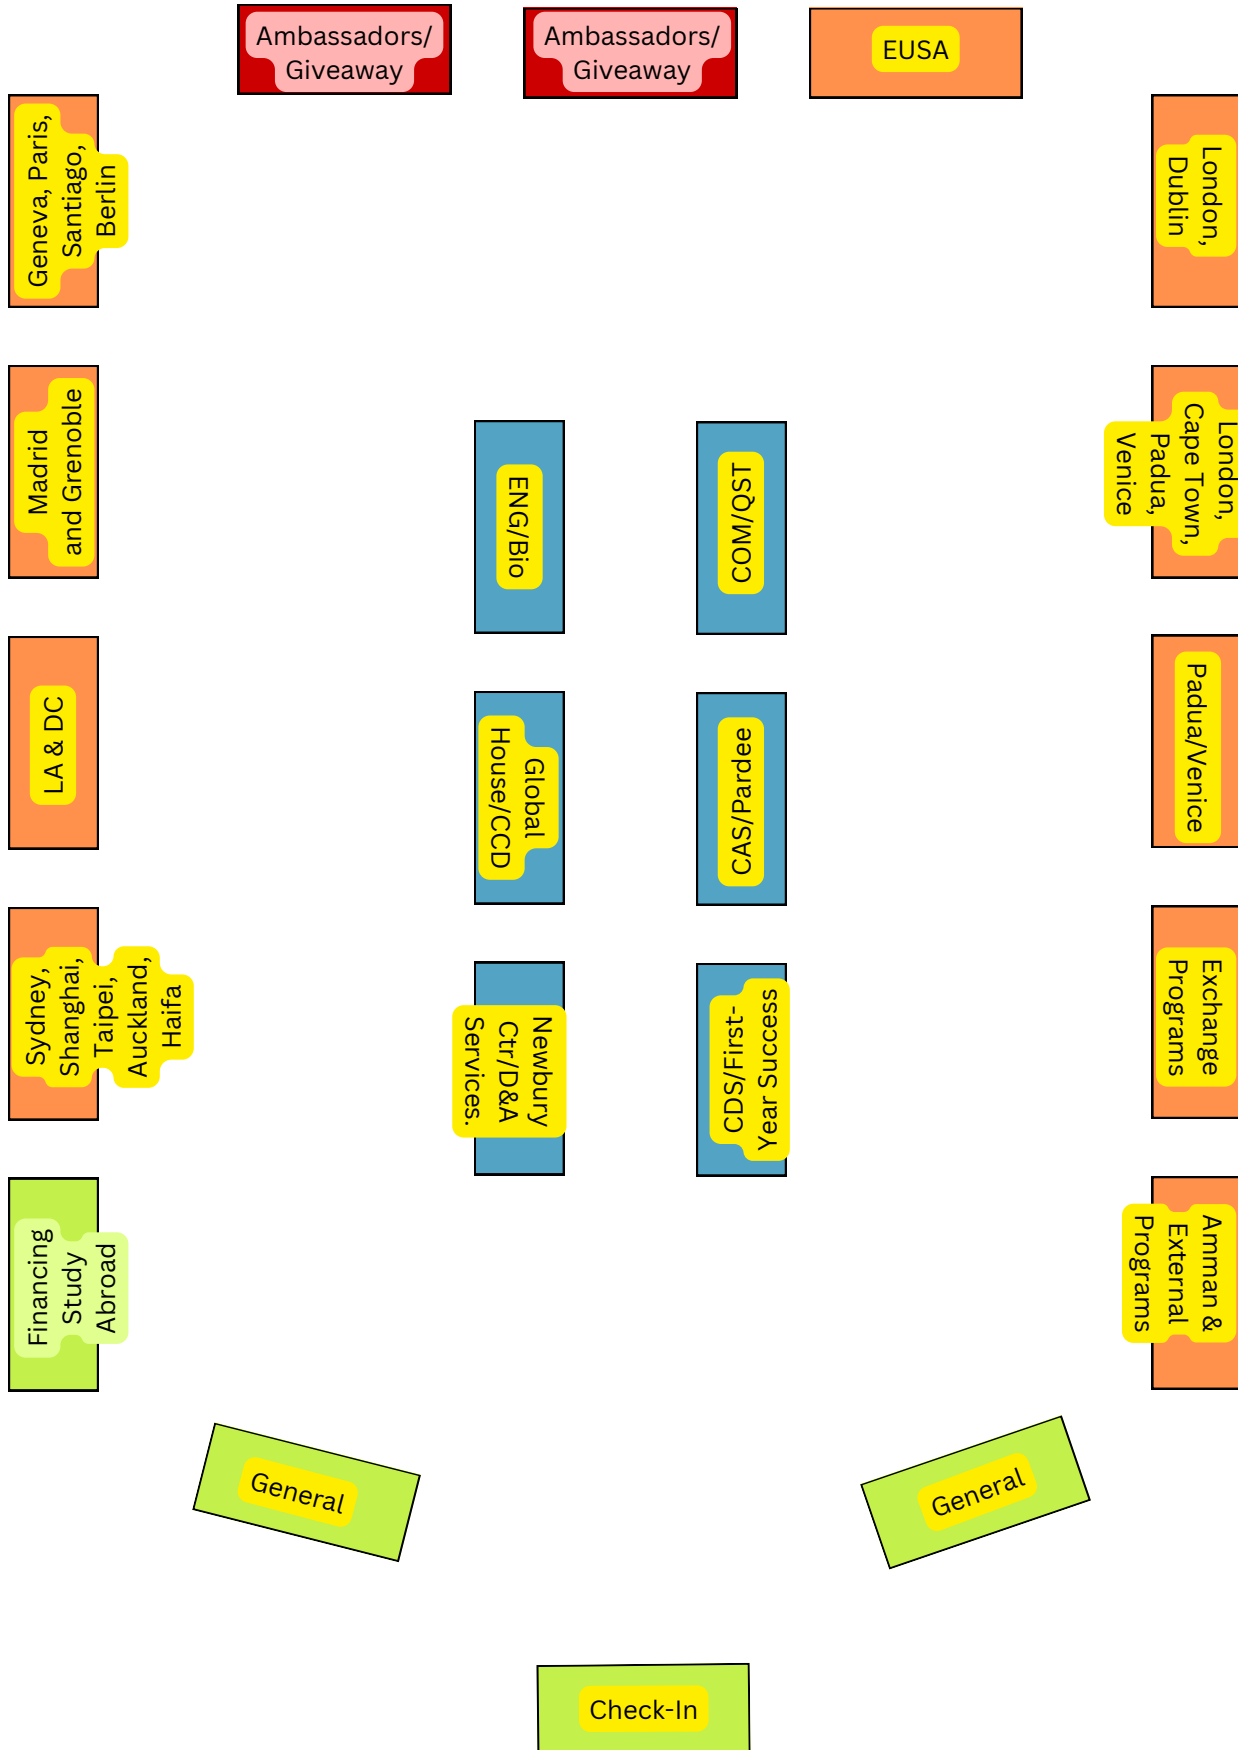 Ambassadors/
Giveaway
Ambassadors/
Giveaway
EUSA
Geneva, Paris,
Santiago,
Berlin
London,
Dublin
Madrid
and Grenoble
ENG/Bio
COM/QST
London,
Cape Town,
Padua,
Venice
LA & DC
Global
House/CCD
CAS/Pardee
Padua/Venice
Sydney,
Shanghai,
Taipei,
Auckland,
Haifa
Newbury
Ctr/D&A
Services.
CDS/First-
Year Success
Exchange
Programs
Financing
Study
Abroad
Amman &
External
Programs
General
General
Check-In